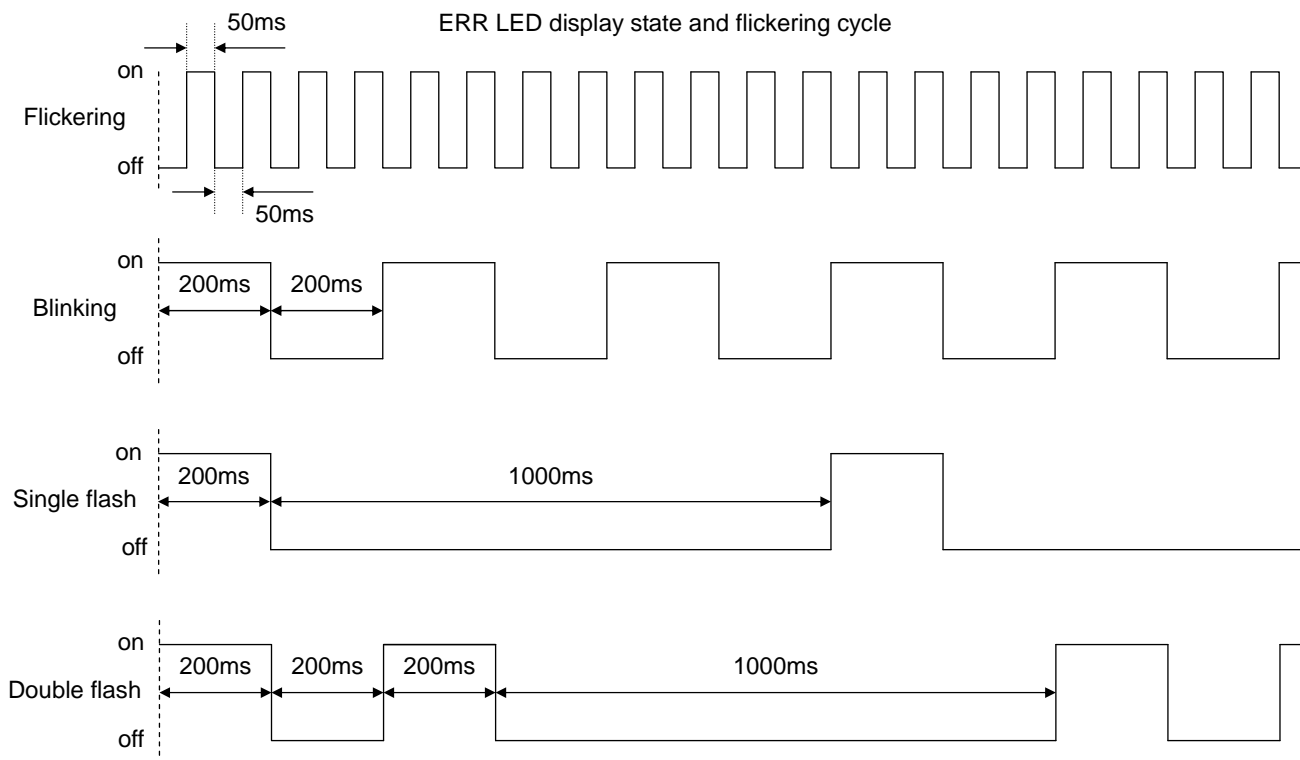 ERR LED display state and flickering cycle
50ms
on
Flickering
off
50ms
on
200ms 200ms
Blinking
off
on
200ms 1000ms
Single flash
off
on
200ms 200ms 200ms 1000ms
Double flash
off